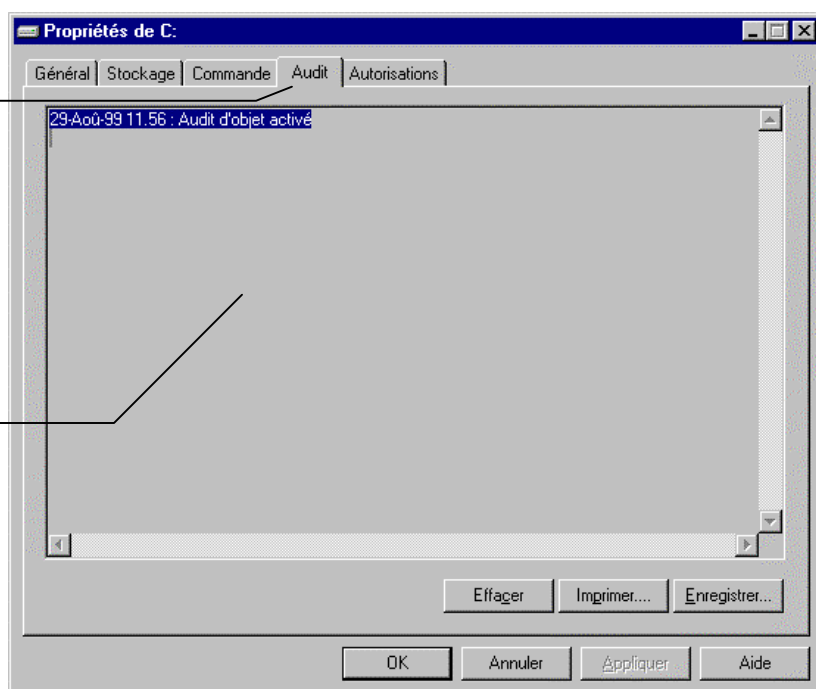 Propriétés de C:
Général Stockage Commande Audit Autorisations
29-Aoû-99 11.56 : Audit d'objet activé
Effacer Imprimer.... Enregistrer...
OK Annuler Appliquer Aide